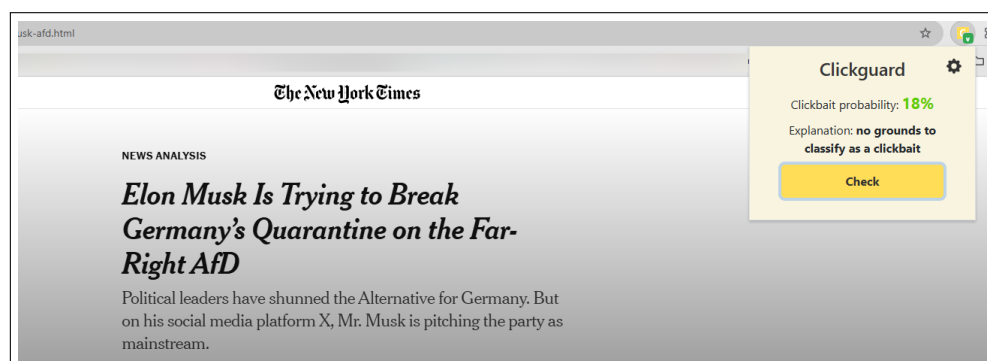 usk-afd.html
The New York Times
Clickguard
Clickbait probability: 18%
Explanation: no grounds to
classify as a clickbait
Check
NEWS ANALYSIS
Elon Musk Is Trying to Break
Germany’s Quarantine on the Far-
Right AfD
Political leaders have shunned the Alternative for Germany. But
on his social media platform X, Mr. Musk is pitching the party as
mainstream.